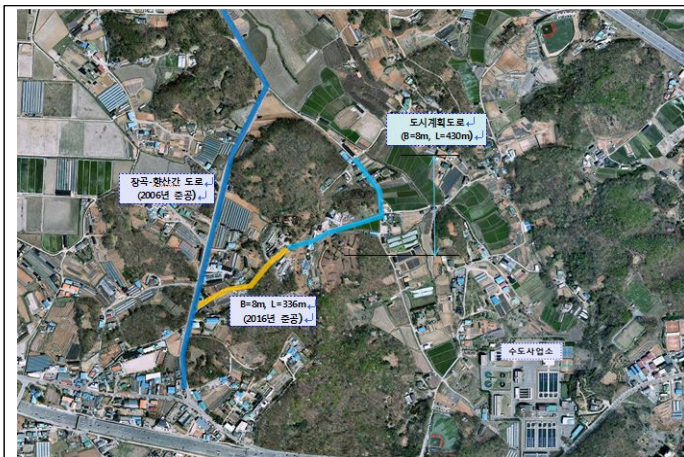 도시계획도로↵
(B=8m, L=430m)↵
장곡-향산간 도로↵
(2006년 준공)↵
B=8m, L=336m↵
(2016년 준공)↵
수도사업소